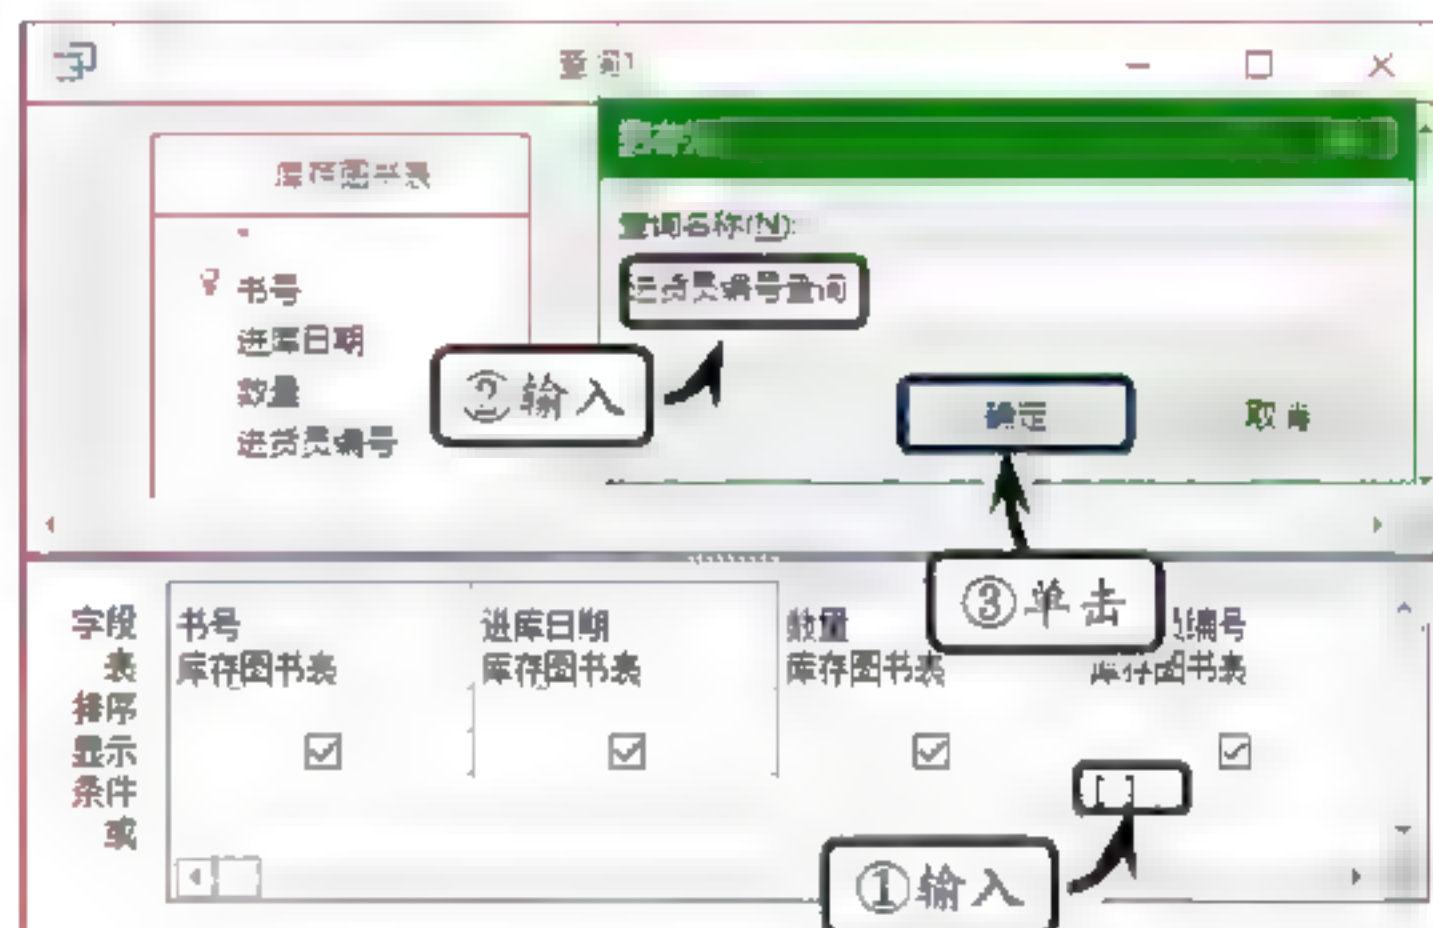 查询1
库存图书表
*
书号
进库日期
数量
进货员编号
查询名称(N):
进货员编号查询
确定
取消
②输入
③单击
字段 书号 进库日期 数量 编号
表 库存图书表 库存图书表 库存图书表 库存图书表
排序
显示
条件 [ ]
或
①输入